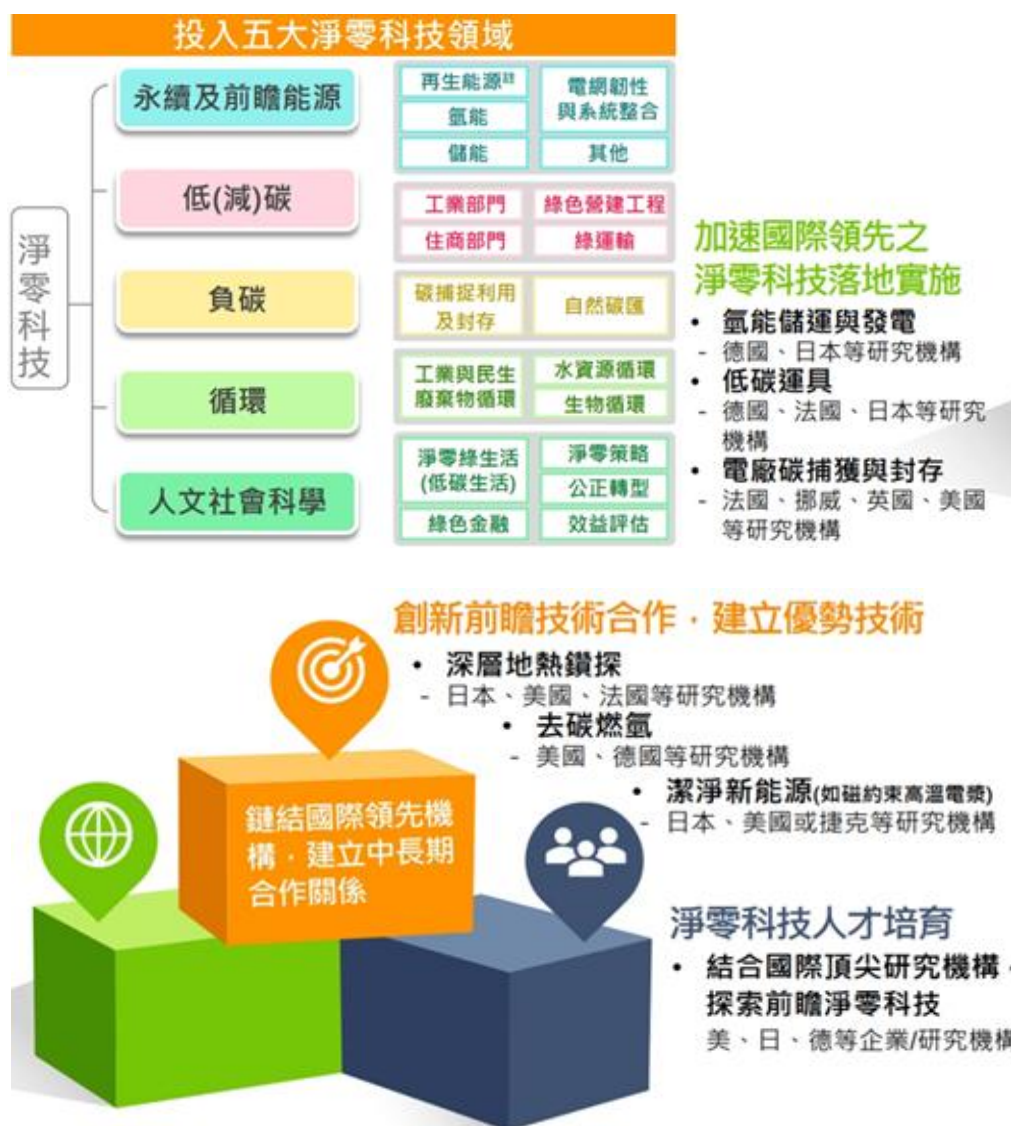 投入五大淨零科技領域
淨零科技
永續及前瞻能源
再生能源註
氫能
儲能
電網韌性
與系統整合
其他
低(減)碳
工業部門
綠色營建工程
住商部門
綠運輸
負碳
碳捕捉利用
及封存
自然碳匯
循環
工業與民生
廢棄物循環
水資源循環
生物循環
人文社會科學
淨零綠生活
(低碳生活)
綠色金融
淨零策略
公正轉型
效益評估
加速國際領先之
淨零科技落地實施
• 氫能儲運與發電
- 德國、日本等研究機構
• 低碳運具
- 德國、法國、日本等研究
機構
• 電廠碳捕獲與封存
- 法國、挪威、英國、美國
等研究機構
創新前瞻技術合作，建立優勢技術
• 深層地熱鑽探
- 日本、美國、法國等研究機構
• 去碳燃氫
- 美國、德國等研究機構
• 潔淨新能源(如磁約束高溫電漿)
- 日本、美國或捷克等研究機構
鏈結國際領先機
構，建立中長期
合作關係
淨零科技人才培育
• 結合國際頂尖研究機構，
探索前瞻淨零科技
美、日、德等企業/研究機構